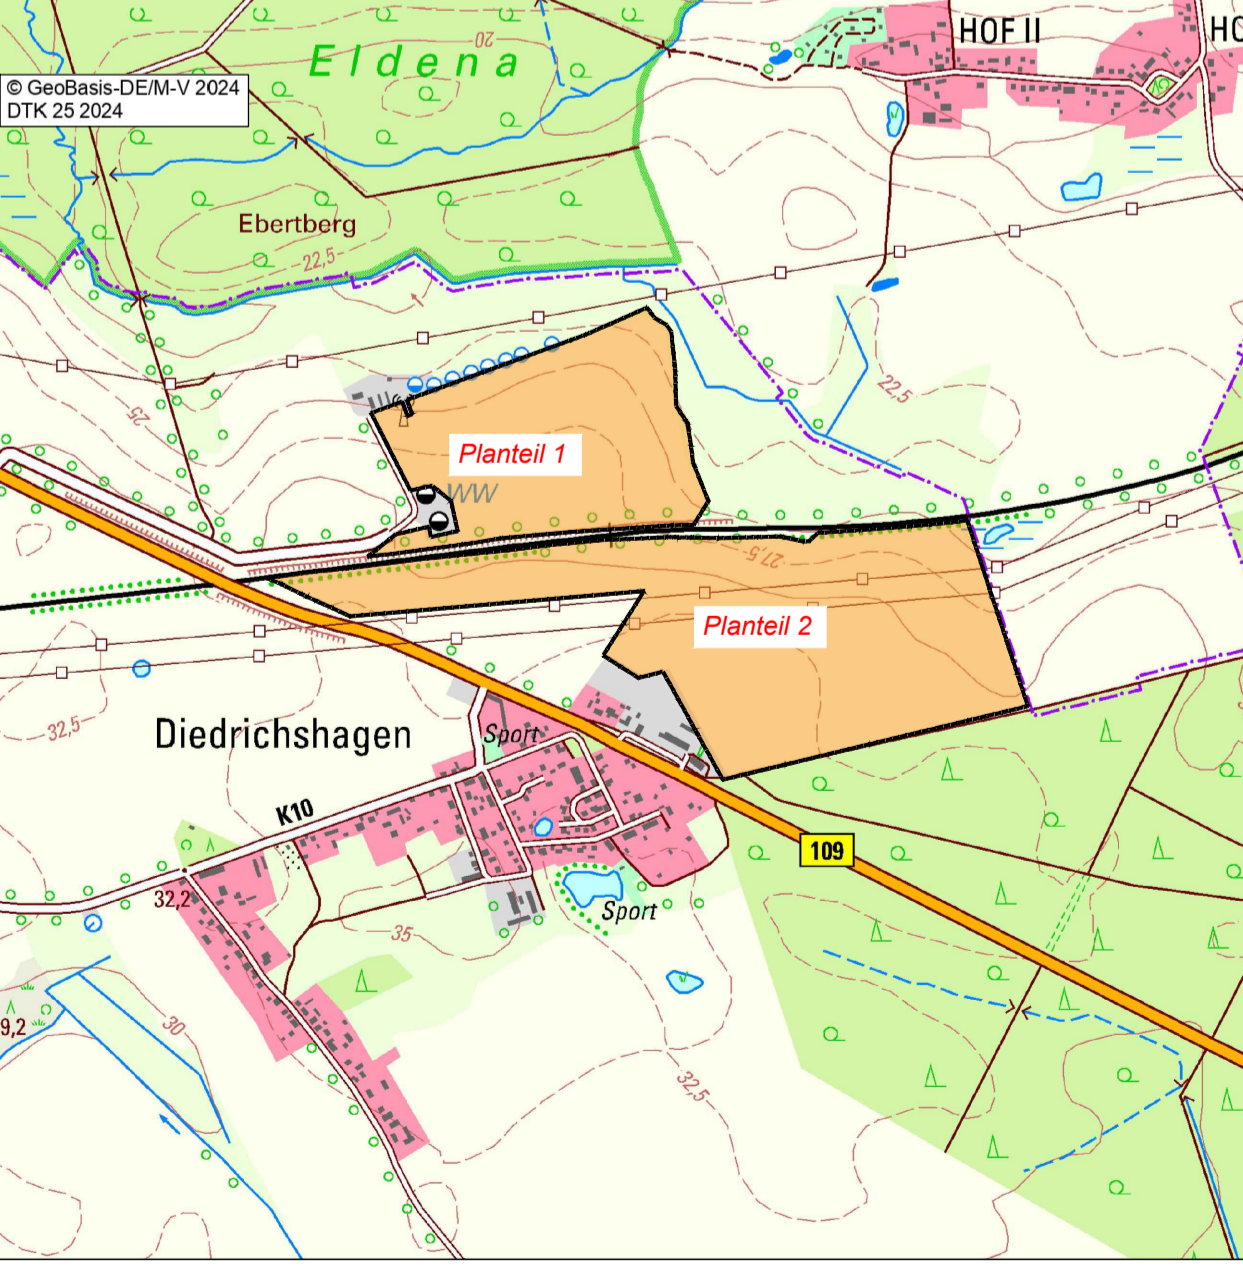 HOF II
HO
Eldena
20
© GeoBasis-DE/M-V 2024
DTK 25 2024
Ebertberg
22,5
22,5
25
Planteil 1
WW
27,5
Planteil 2
32,5
Diedrichshagen
Sport
K10
109
32,2
Sport
35
9,2
30
32,5